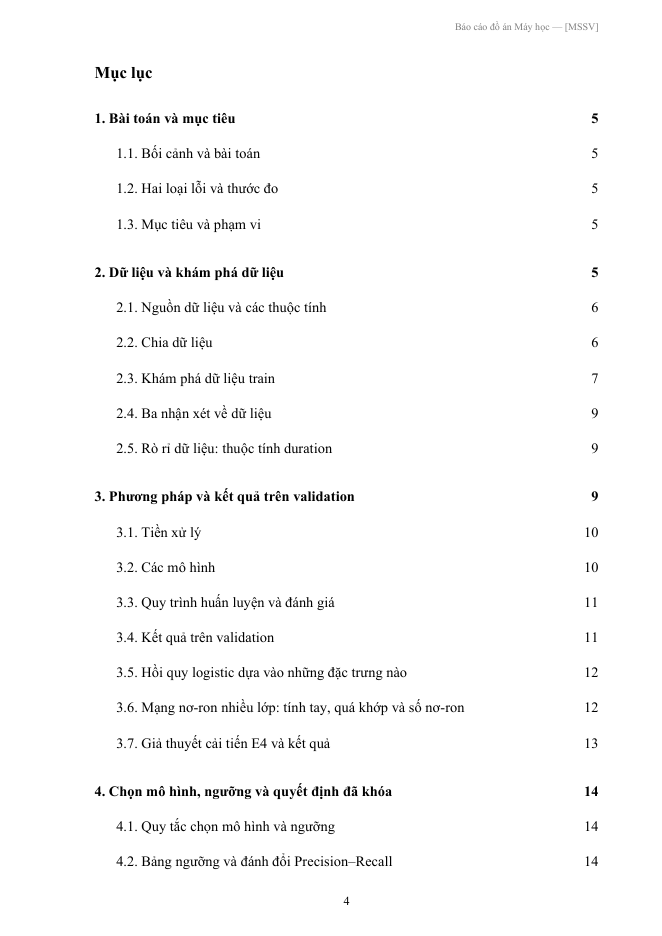 Báo cáo đồ án Máy học — [MSSV]
Mục lục
1. Bài toán và mục tiêu 5
1.1. Bối cảnh và bài toán 5
1.2. Hai loại lỗi và thước đo 5
1.3. Mục tiêu và phạm vi 5
2. Dữ liệu và khám phá dữ liệu 5
2.1. Nguồn dữ liệu và các thuộc tính 6
2.2. Chia dữ liệu 6
2.3. Khám phá dữ liệu train 7
2.4. Ba nhận xét về dữ liệu 9
2.5. Rò rỉ dữ liệu: thuộc tính duration 9
3. Phương pháp và kết quả trên validation 9
3.1. Tiền xử lý 10
3.2. Các mô hình 10
3.3. Quy trình huấn luyện và đánh giá 11
3.4. Kết quả trên validation 11
3.5. Hồi quy logistic dựa vào những đặc trưng nào 12
3.6. Mạng nơ-ron nhiều lớp: tính tay, quá khớp và số nơ-ron 12
3.7. Giả thuyết cải tiến E4 và kết quả 13
4. Chọn mô hình, ngưỡng và quyết định đã khóa 14
4.1. Quy tắc chọn mô hình và ngưỡng 14
4.2. Bảng ngưỡng và đánh đổi Precision–Recall 14
4